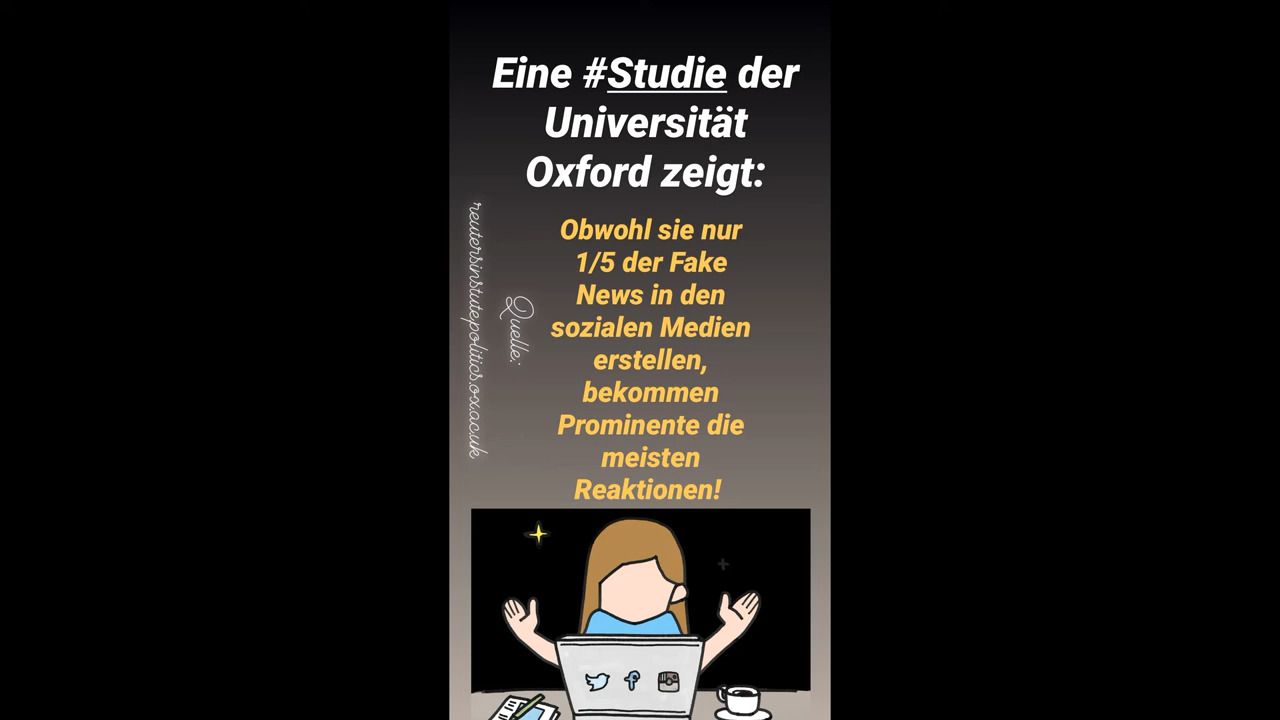 Eine #Studie der
Universität
Oxford zeigt:
Obwohl sie nur
1/5 der Fake
News in den
sozialen Medien
erstellen,
bekommen
Prominente die
meisten
Reaktionen!
Quelle:
reutersinstutepolitics.ox.ac.uk